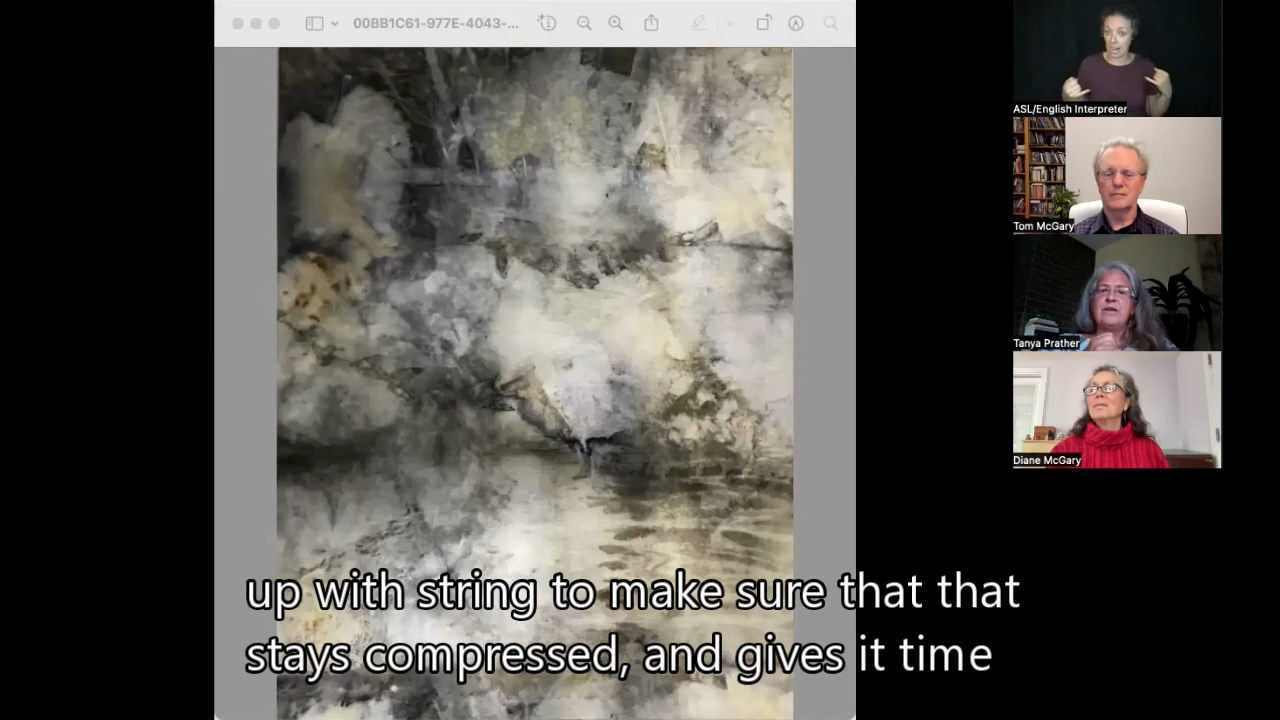 00BB1C61-977E-4043-...
ASL/English Interpreter
Tom McGary
Tanya Prather
Diane McGary
up with string to make sure that that
stays compressed, and gives it time